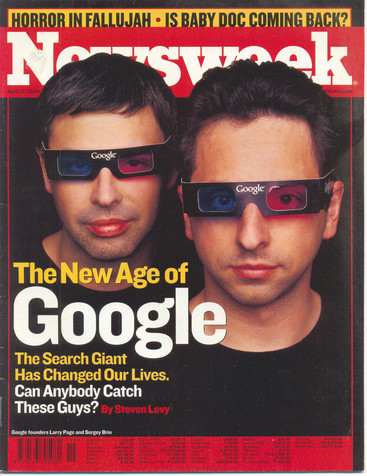 HORROR IN FALLUJAH • IS BABY DOC COMING BACK?
Newsweek
Google
Google
The New Age of
Google
The Search Giant
Has Changed Our Lives.
Can Anybody Catch
These Guys? By Steven Levy
Google founders Larry Page and Sergey Brin